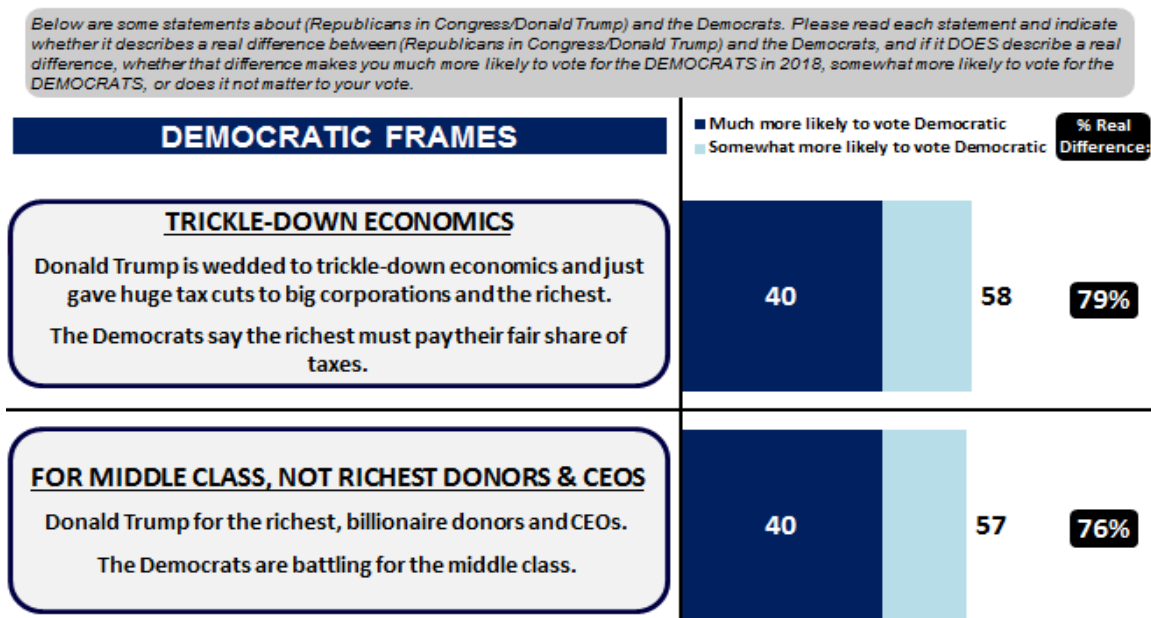 Below are some statements about (Republicans in Congress/Donald Trump) and the Democrats. Please read each statement and indicate
whether it describes a real difference between (Republicans in Congress/Donald Trump) and the Democrats, and if it DOES describe a real
difference, whether that difference makes you much more likely to vote for the DEMOCRATS in 2018, somewhat more likely to vote for the
DEMOCRATS, or does it not matter to your vote.
DEMOCRATIC FRAMES
Much more likely to vote Democratic
Somewhat more likely to vote Democratic
% Real
Difference:
TRICKLE-DOWN ECONOMICS
Donald Trump is wedded to trickle-down economics and just
gave huge tax cuts to big corporations and the richest.
The Democrats say the richest must pay their fair share of
taxes.
40
58
79%
FOR MIDDLE CLASS, NOT RICHEST DONORS & CEOS
Donald Trump for the richest, billionaire donors and CEOs.
The Democrats are battling for the middle class.
40
57
76%